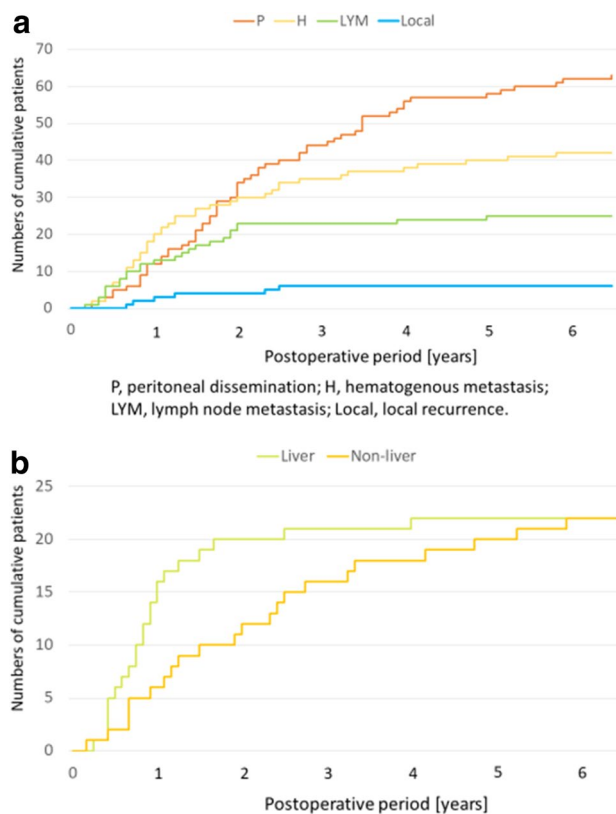 a
P H LYM Local
Numbers of cumulative patients
70
60
50
40
30
20
10
0
0 1 2 3 4 5 6
Postoperative period [years]
P, peritoneal dissemination; H, hematogenous metastasis;
LYM, lymph node metastasis; Local, local recurrence.
b
Liver Non-liver
Numbers of cumulative patients
25
20
15
10
5
0
0 1 2 3 4 5 6
Postoperative period [years]